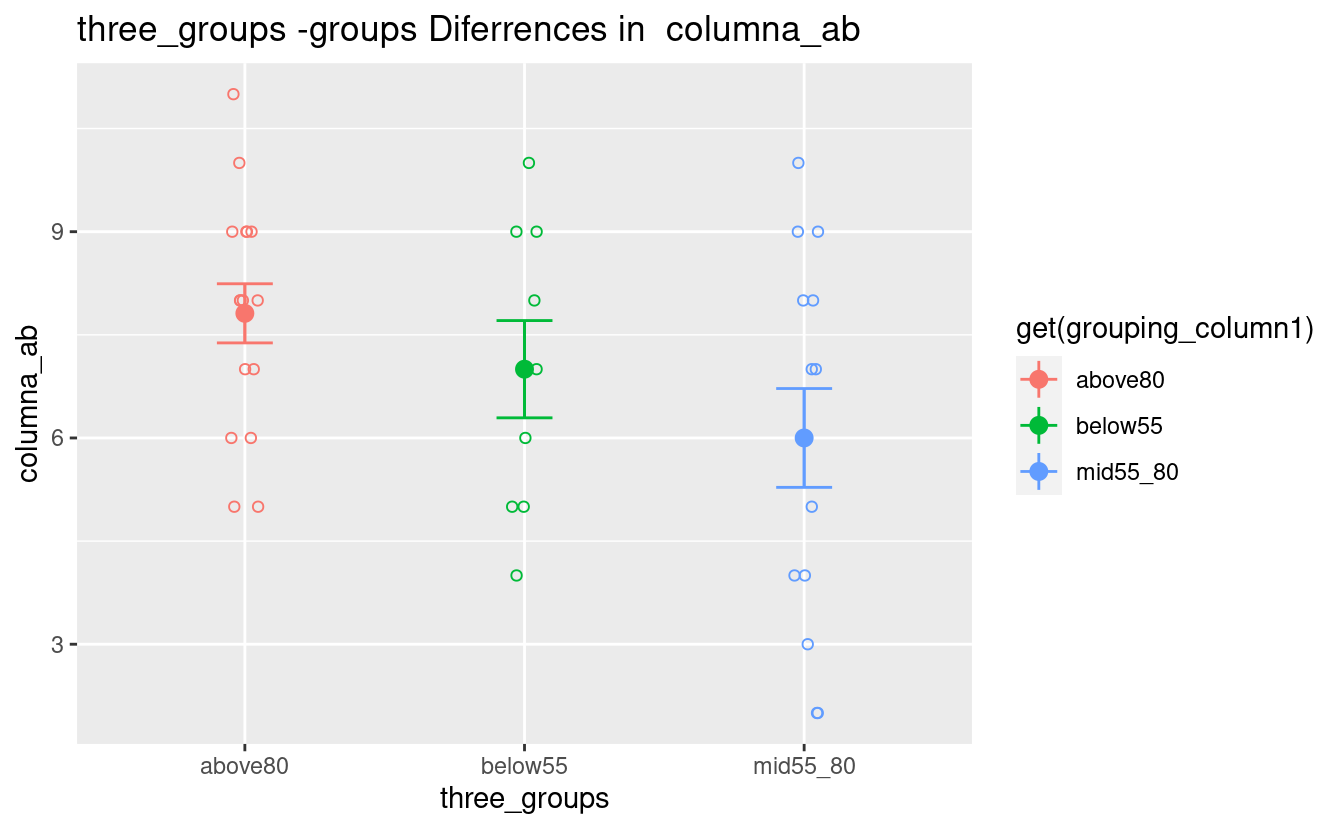 three_groups -groups Diferrences in  columna_ab
columna_ab
9
6
3
above80
below55
mid55_80
three_groups
get(grouping_column1)
above80
below55
mid55_80